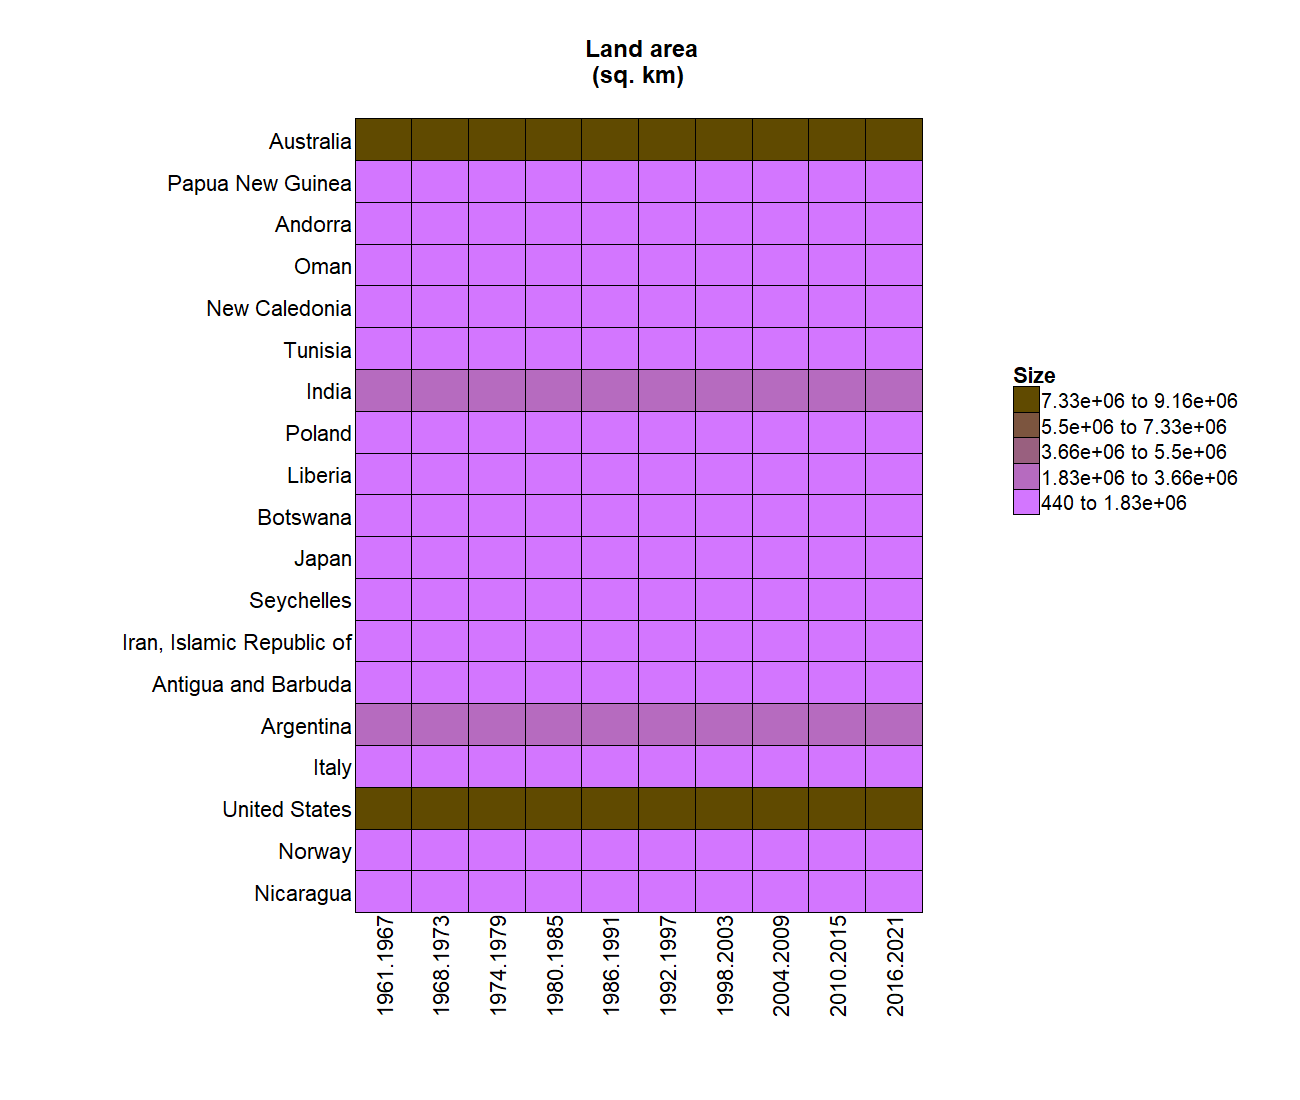 Land area
(sq. km)
Australia
Papua New Guinea
Andorra
Oman
New Caledonia
Tunisia
India
Poland
Liberia
Botswana
Japan
Seychelles
Iran, Islamic Republic of
Antigua and Barbuda
Argentina
Italy
United States
Norway
Nicaragua
1961.1967
1968.1973
1974.1979
1980.1985
1986.1991
1992.1997
1998.2003
2004.2009
2010.2015
2016.2021
Size
7.33e+06 to 9.16e+06
5.5e+06 to 7.33e+06
3.66e+06 to 5.5e+06
1.83e+06 to 3.66e+06
440 to 1.83e+06